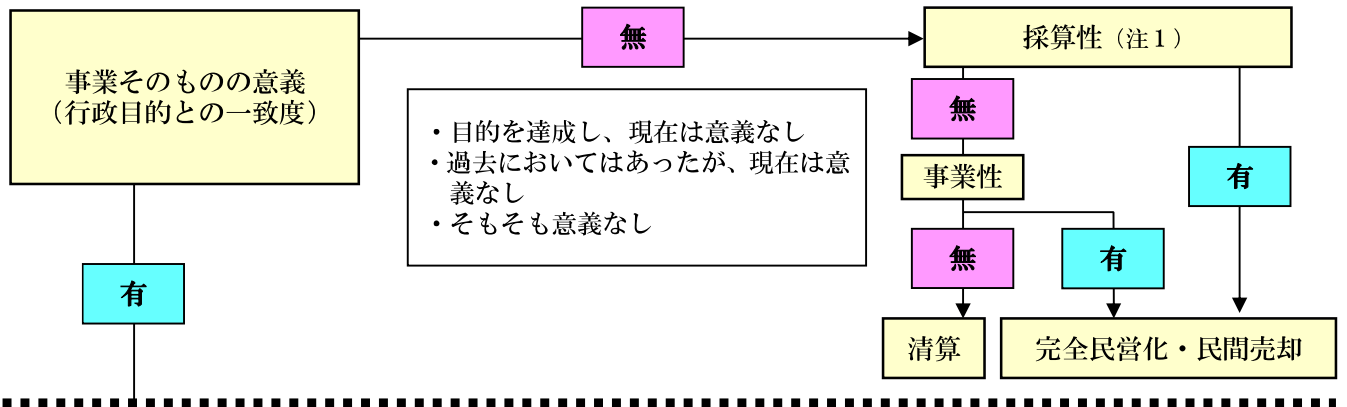 事業そのものの意義
（行政目的との一致度）
有
無
・目的を達成し、現在は意義なし
・過去においてはあったが、現在は意
義なし
・そもそも意義なし
採算性（注１）
無
事業性
有
無
有
清算
完全民営化・民間売却